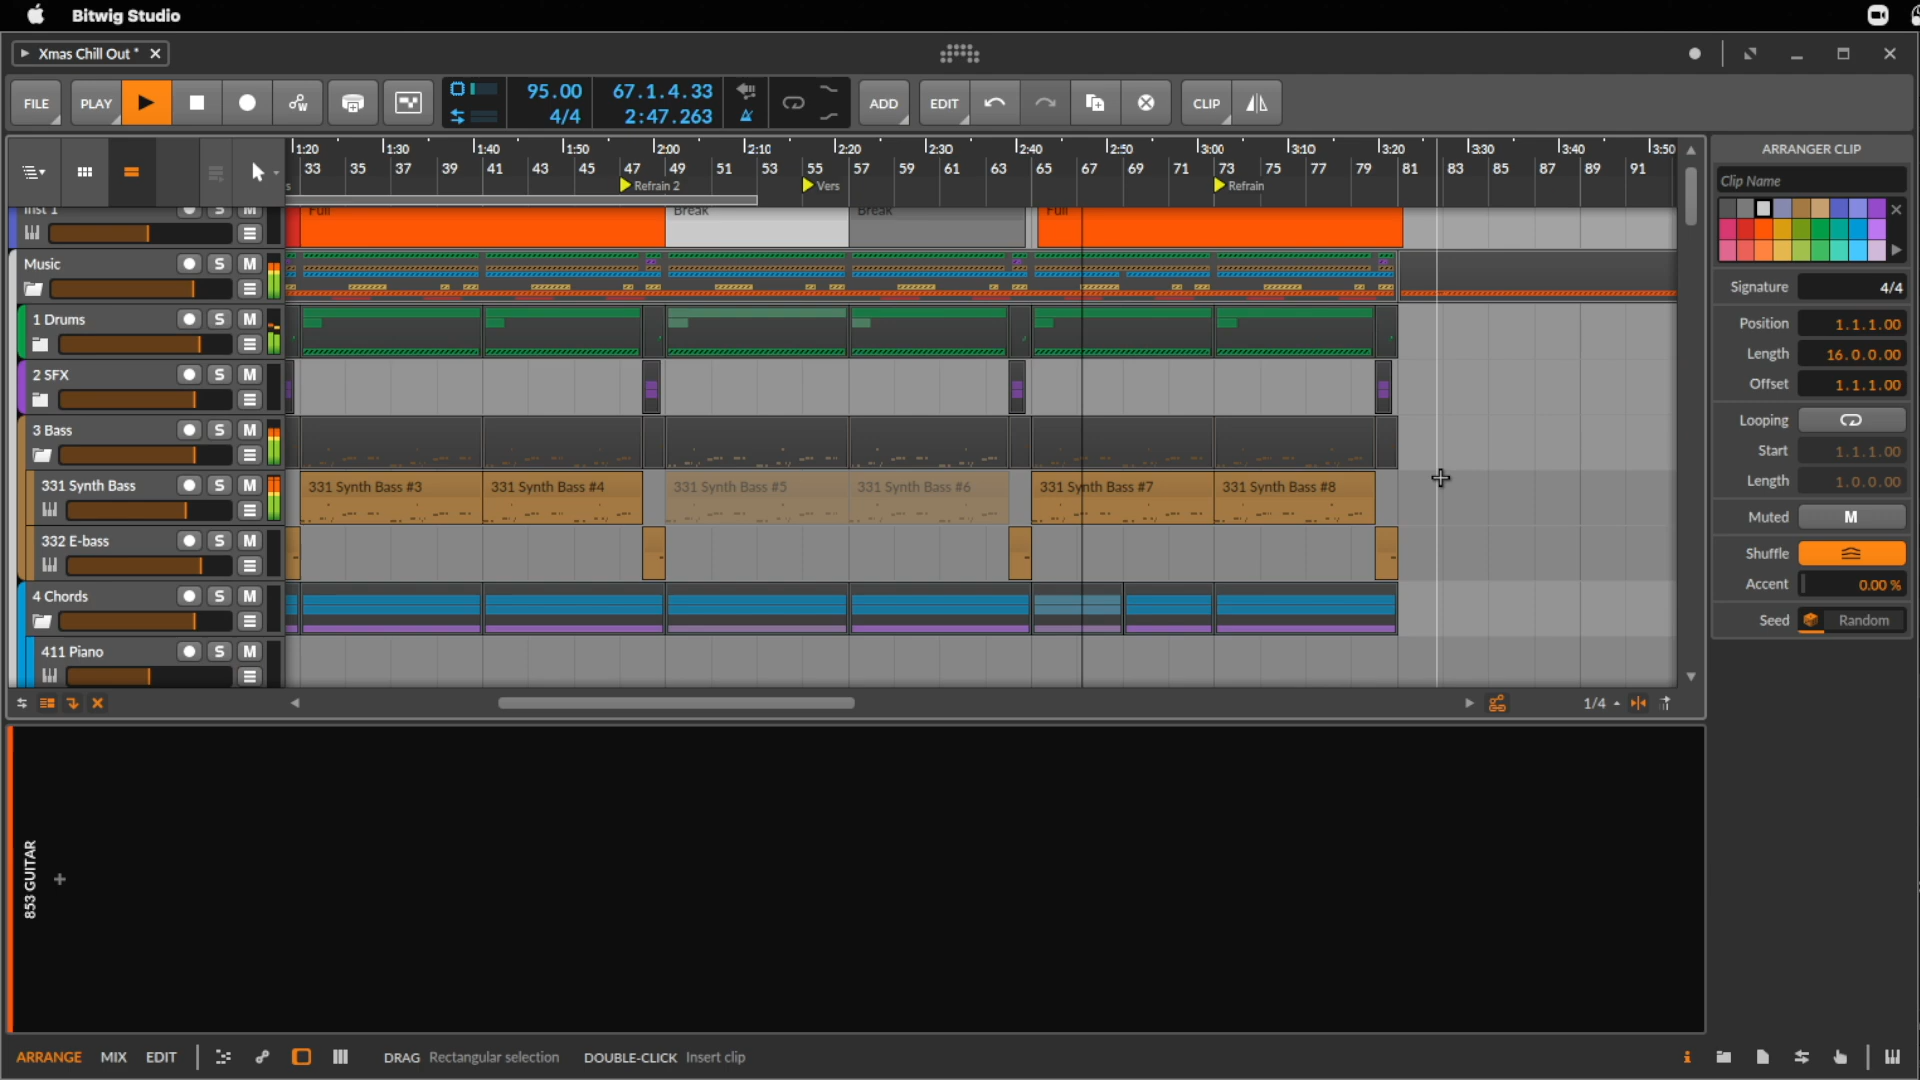 Bitwig Studio
Xmas Chill Out *
FILE
PLAY
95.00
4/4
67.1.4.33
2:47.263
ADD
EDIT
CLIP
1:20 1:30 1:40 1:50 2:00 2:10 2:20 2:30 2:40 2:50 3:00 3:10 3:20 3:30 3:40 3:50
33 35 37 39 41 43 45 47 49 51 53 55 57 59 61 63 65 67 69 71 73 75 77 79 81 83 85 87 89 91
Refrain 2 Vers Refrain
Inst 1 S M Full Break Break Full
Music S M
1 Drums S M
2 SFX S M
3 Bass S M
331 Synth Bass S M 331 Synth Bass #3 331 Synth Bass #4 331 Synth Bass #5 331 Synth Bass #6 331 Synth Bass #7 331 Synth Bass #8
332 E-bass S M
4 Chords S M
411 Piano S M
1/4
ARRANGER CLIP
Clip Name
Signature 4/4
Position 1.1.1.00
Length 16.0.0.00
Offset 1.1.1.00
Looping
Start 1.1.1.00
Length 1.0.0.00
Muted M
Shuffle
Accent 0.00 %
Seed Random
853 GUITAR
ARRANGE MIX EDIT DRAG Rectangular selection DOUBLE-CLICK Insert clip